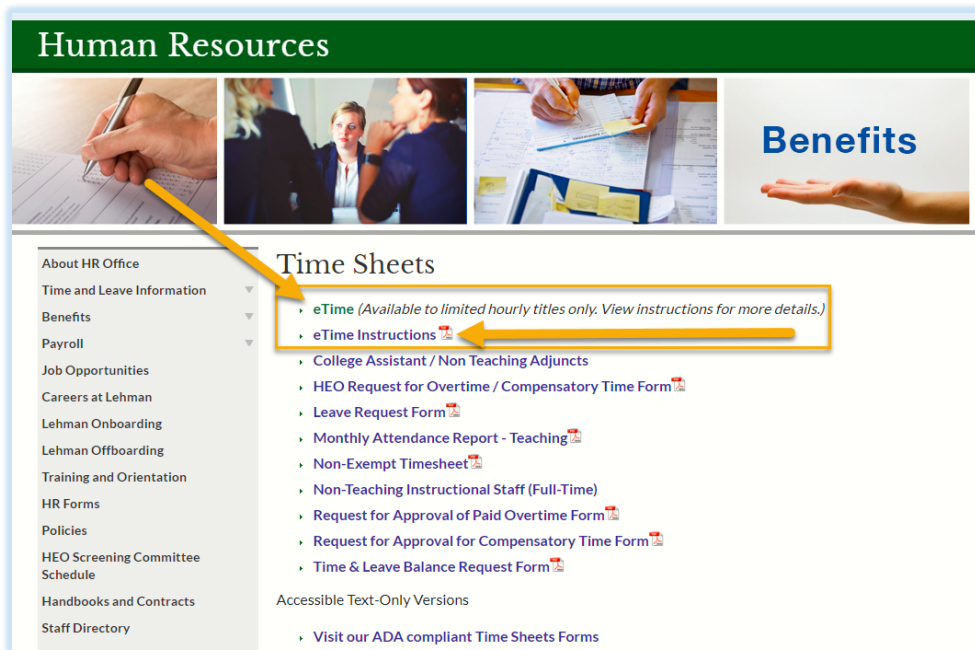 Human Resources
Benefits
About HR Office
Time and Leave Information
Benefits
Payroll
Job Opportunities
Careers at Lehman
Lehman Onboarding
Lehman Offboarding
Training and Orientation
HR Forms
Policies
HEO Screening Committee
Schedule
Handbooks and Contracts
Staff Directory
Time Sheets
eTime (Available to limited hourly titles only. View instructions for more details.)
eTime Instructions
College Assistant / Non Teaching Adjuncts
HEO Request for Overtime / Compensatory Time Form
Leave Request Form
Monthly Attendance Report - Teaching
Non-Exempt Timesheet
Non-Teaching Instructional Staff (Full-Time)
Request for Approval of Paid Overtime Form
Request for Approval for Compensatory Time Form
Time & Leave Balance Request Form
Accessible Text-Only Versions
Visit our ADA compliant Time Sheets Forms